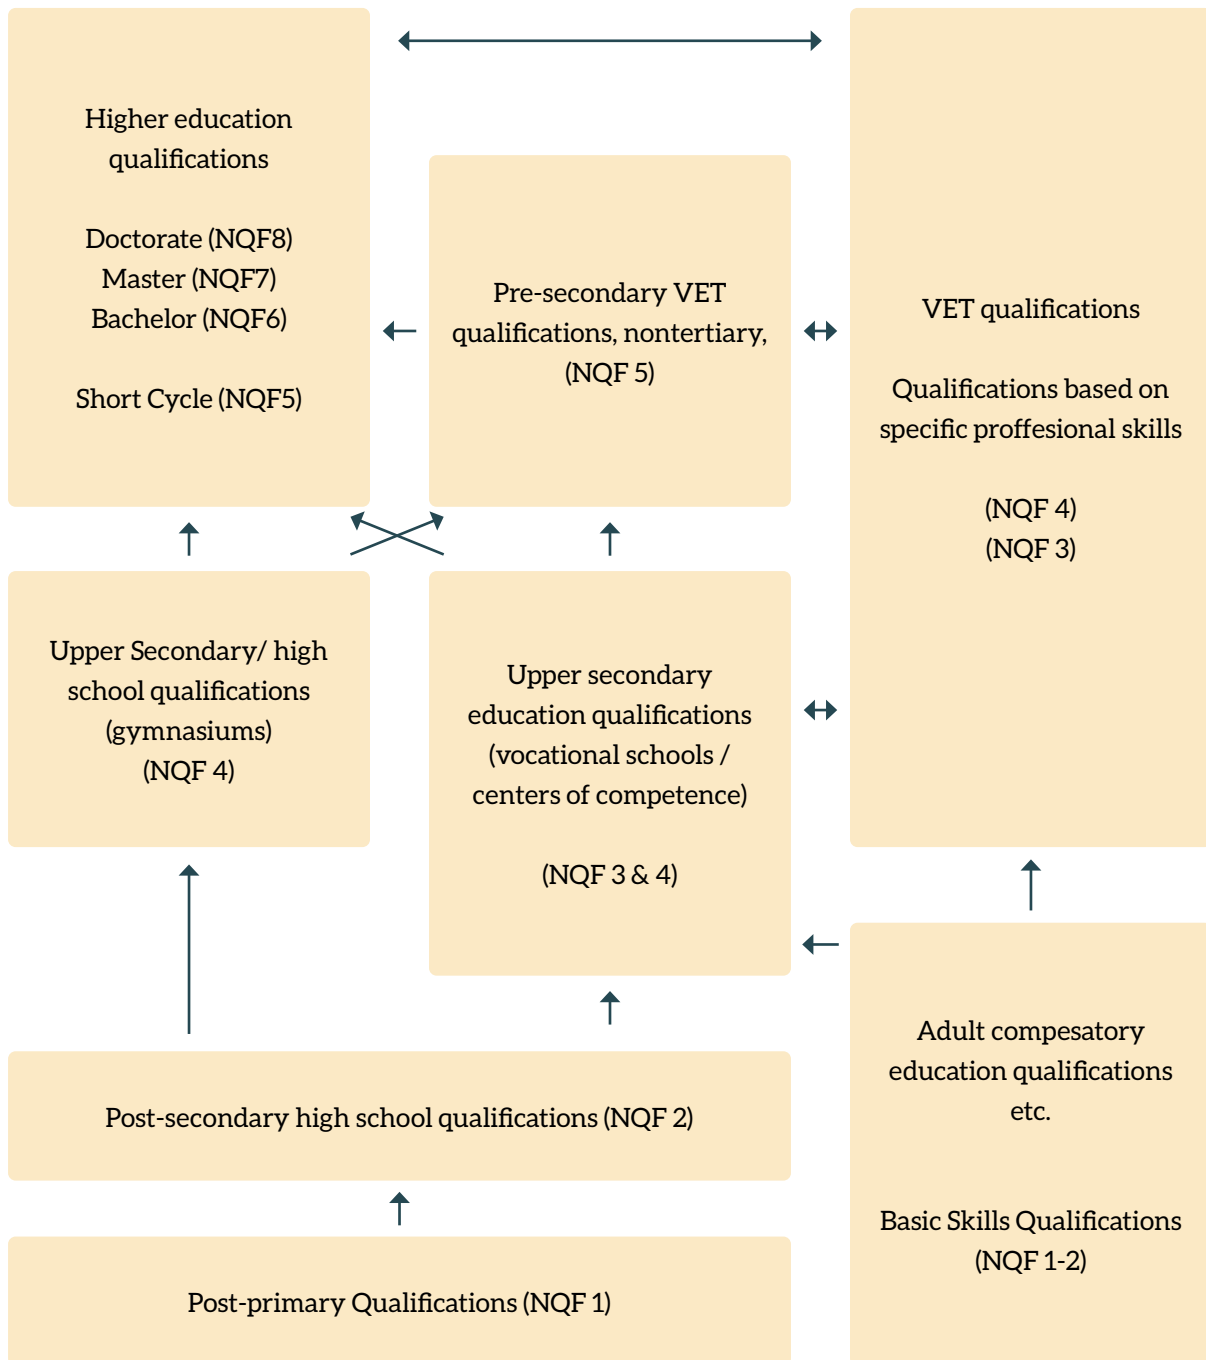 Higher education
qualifications
Doctorate (NQF8)
Master (NQF7)
Bachelor (NQF6)
Short Cycle (NQF5)
Pre-secondary VET
qualifications, nontertiary,
(NQF 5)
VET qualifications
Qualifications based on
specific proffesional skills
(NQF 4)
(NQF 3)
Upper Secondary/ high
school qualifications
(gymnasiums)
(NQF 4)
Upper secondary
education qualifications
(vocational schools /
centers of competence)
(NQF 3 & 4)
Adult compesatory
education qualifications
etc.
Basic Skills Qualifications
(NQF 1-2)
Post-secondary high school qualifications (NQF 2)
Post-primary Qualifications (NQF 1)